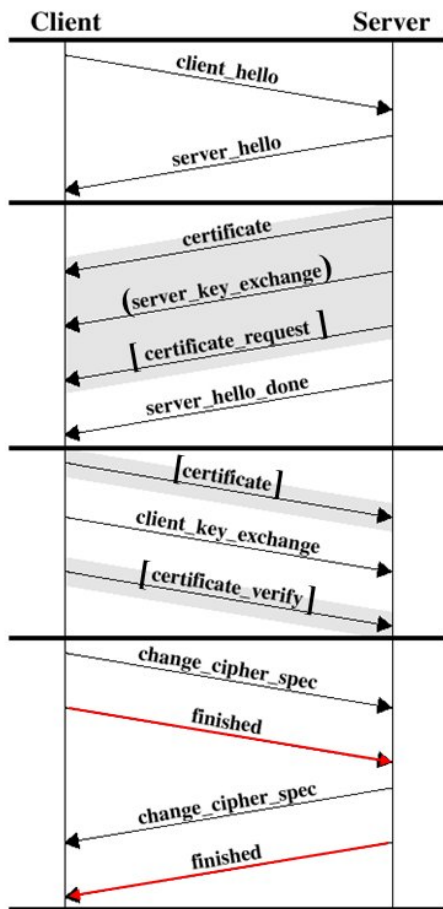 Client Server
client_hello
server_hello
certificate
(server_key_exchange)
[ certificate_request ]
server_hello_done
[certificate]
client_key_exchange
[ certificate_verify ]
change_cipher_spec
finished
change_cipher_spec
finished